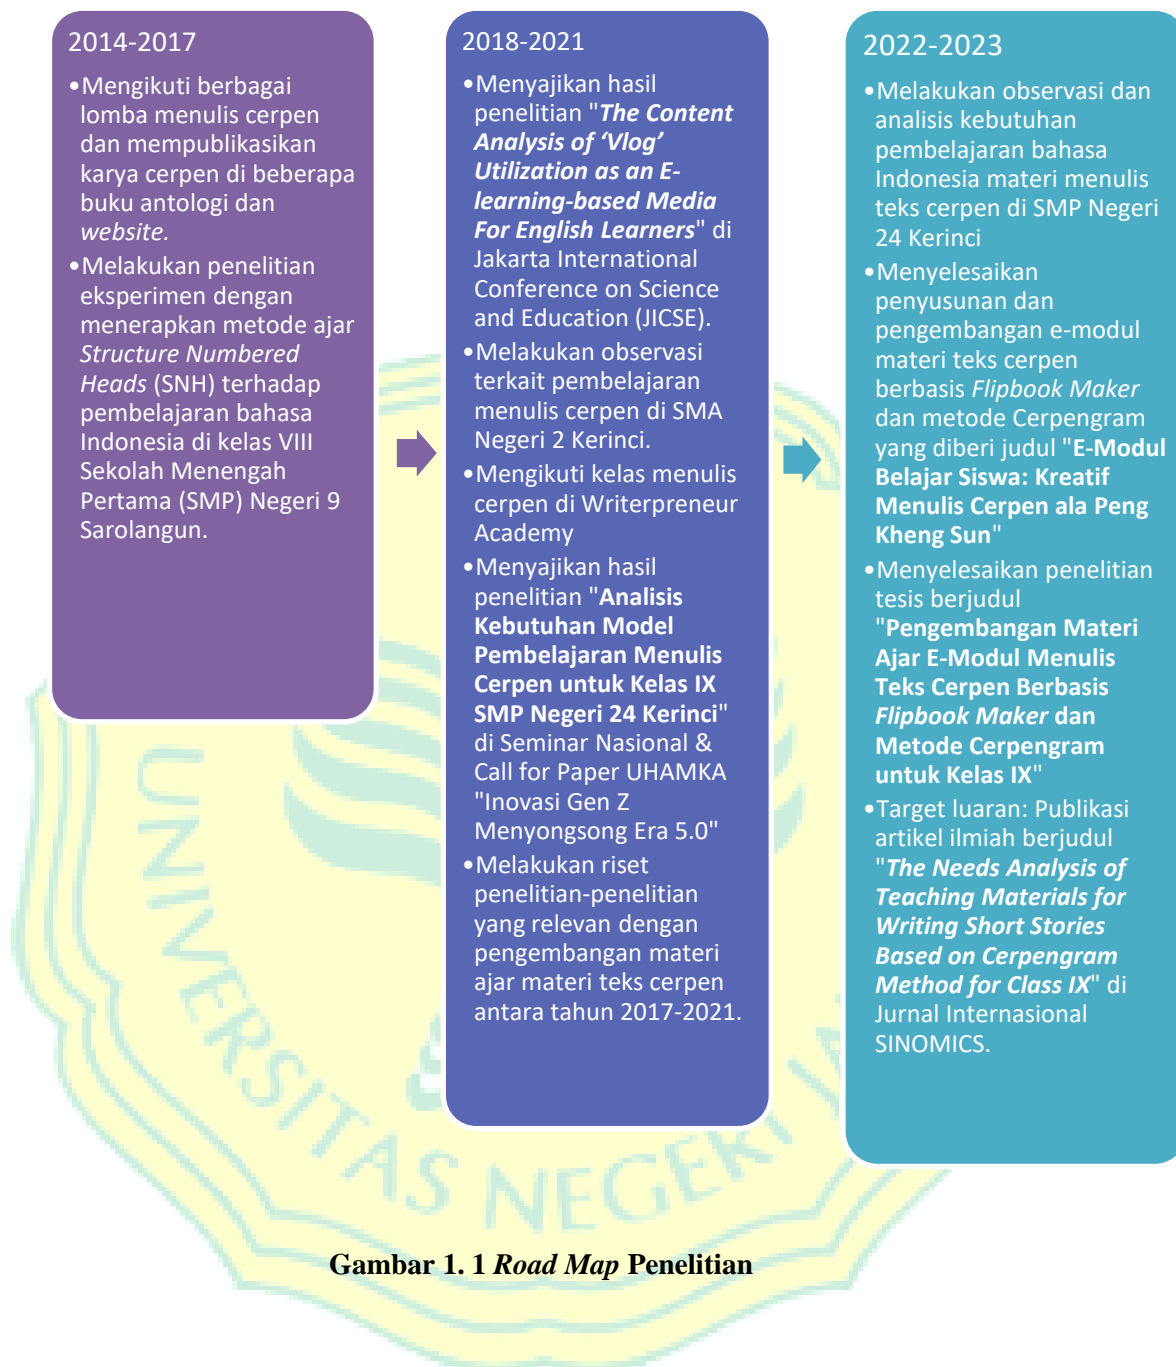 2014-2017
•Mengikuti berbagai
lomba menulis cerpen
dan mempublikasikan
karya cerpen di beberapa
buku antologi dan
website.
•Melakukan penelitian
eksperimen dengan
menerapkan metode ajar
Structure Numbered
Heads (SNH) terhadap
pembelajaran bahasa
Indonesia di kelas VIII
Sekolah Menengah
Pertama (SMP) Negeri 9
Sarolangun.
2018-2021
•Menyajikan hasil
penelitian "The Content
Analysis of ‘Vlog’
Utilization as an E-
learning-based Media
For English Learners" di
Jakarta International
Conference on Science
and Education (JICSE).
•Melakukan observasi
terkait pembelajaran
menulis cerpen di SMA
Negeri 2 Kerinci.
•Mengikuti kelas menulis
cerpen di Writerpreneur
Academy
•Menyajikan hasil
penelitian "Analisis
Kebutuhan Model
Pembelajaran Menulis
Cerpen untuk Kelas IX
SMP Negeri 24 Kerinci"
di Seminar Nasional &
Call for Paper UHAMKA
"Inovasi Gen Z
Menyongsong Era 5.0"
•Melakukan riset
penelitian-penelitian
yang relevan dengan
pengembangan materi
ajar materi teks cerpen
antara tahun 2017-2021.
2022-2023
•Melakukan observasi dan
analisis kebutuhan
pembelajaran bahasa
Indonesia materi menulis
teks cerpen di SMP Negeri
24 Kerinci
•Menyelesaikan
penyusunan dan
pengembangan e-modul
materi teks cerpen
berbasis Flipbook Maker
dan metode Cerpengram
yang diberi judul "E-Modul
Belajar Siswa: Kreatif
Menulis Cerpen ala Peng
Kheng Sun"
•Menyelesaikan penelitian
tesis berjudul
"Pengembangan Materi
Ajar E-Modul Menulis
Teks Cerpen Berbasis
Flipbook Maker dan
Metode Cerpengram
untuk Kelas IX"
•Target luaran: Publikasi
artikel ilmiah berjudul
"The Needs Analysis of
Teaching Materials for
Writing Short Stories
Based on Cerpengram
Method for Class IX" di
Jurnal Internasional
SINOMICS.
UNIVERSITAS NEGERI
Gambar 1. 1 Road Map Penelitian